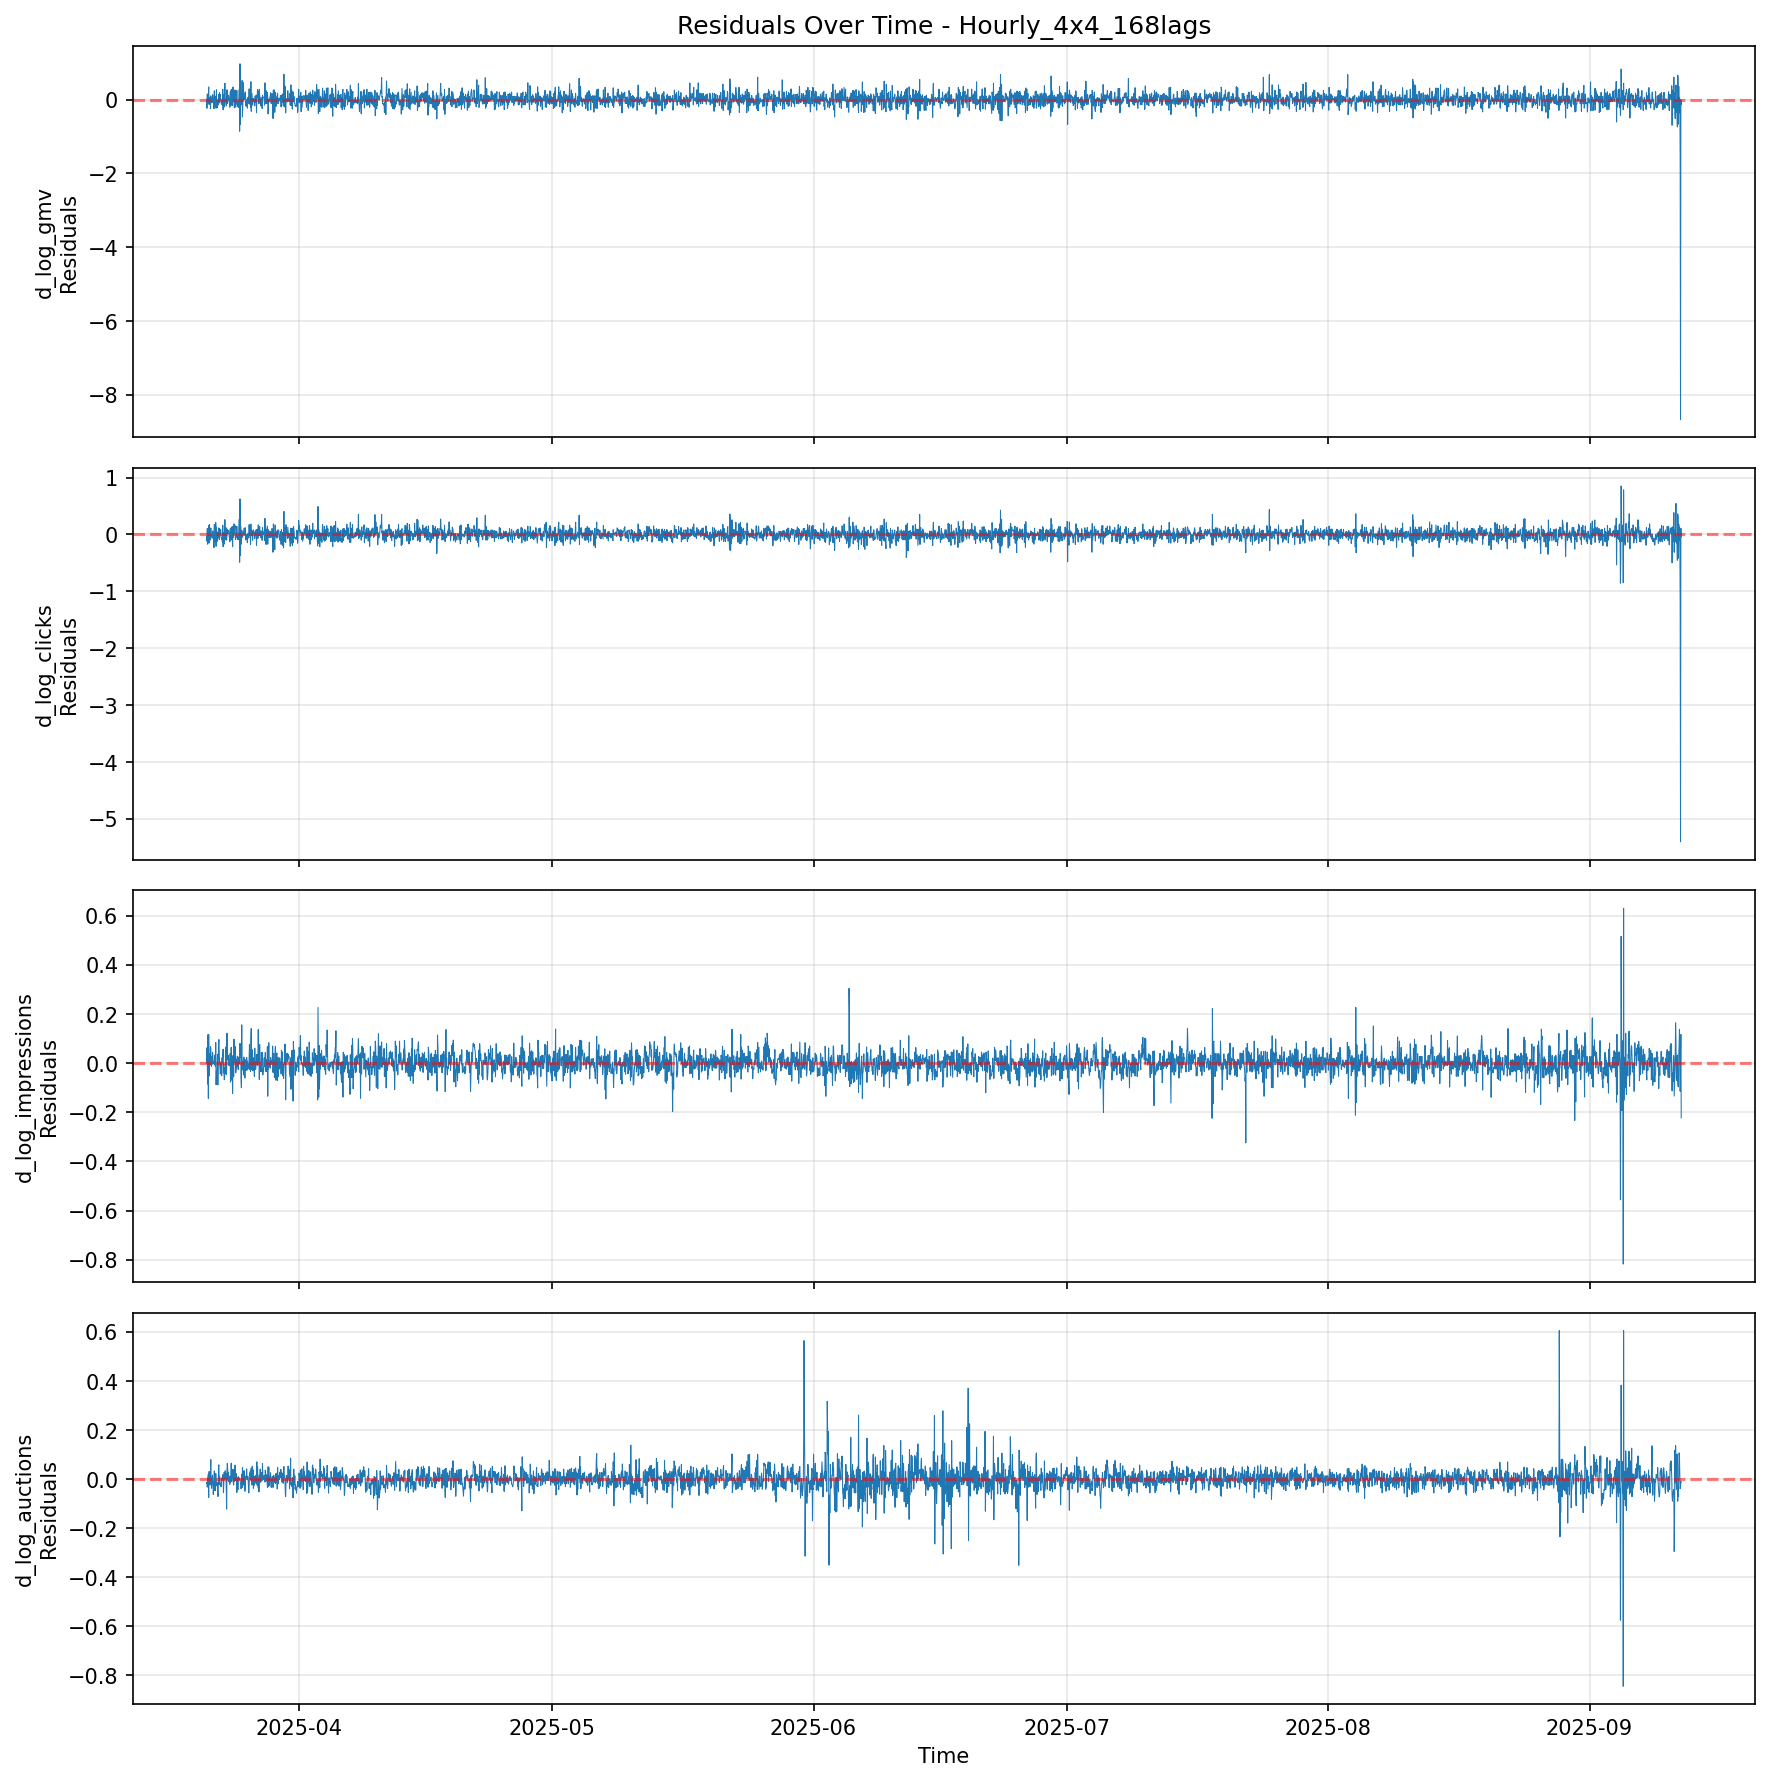 Residuals Over Time - Hourly_4x4_168lags
d_log_gmv
Residuals
0
−2
−4
−6
−8
d_log_clicks
Residuals
1
0
−1
−2
−3
−4
−5
d_log_impressions
Residuals
0.6
0.4
0.2
0.0
−0.2
−0.4
−0.6
−0.8
d_log_auctions
Residuals
0.6
0.4
0.2
0.0
−0.2
−0.4
−0.6
−0.8
2025-04 2025-05 2025-06 2025-07 2025-08 2025-09
Time